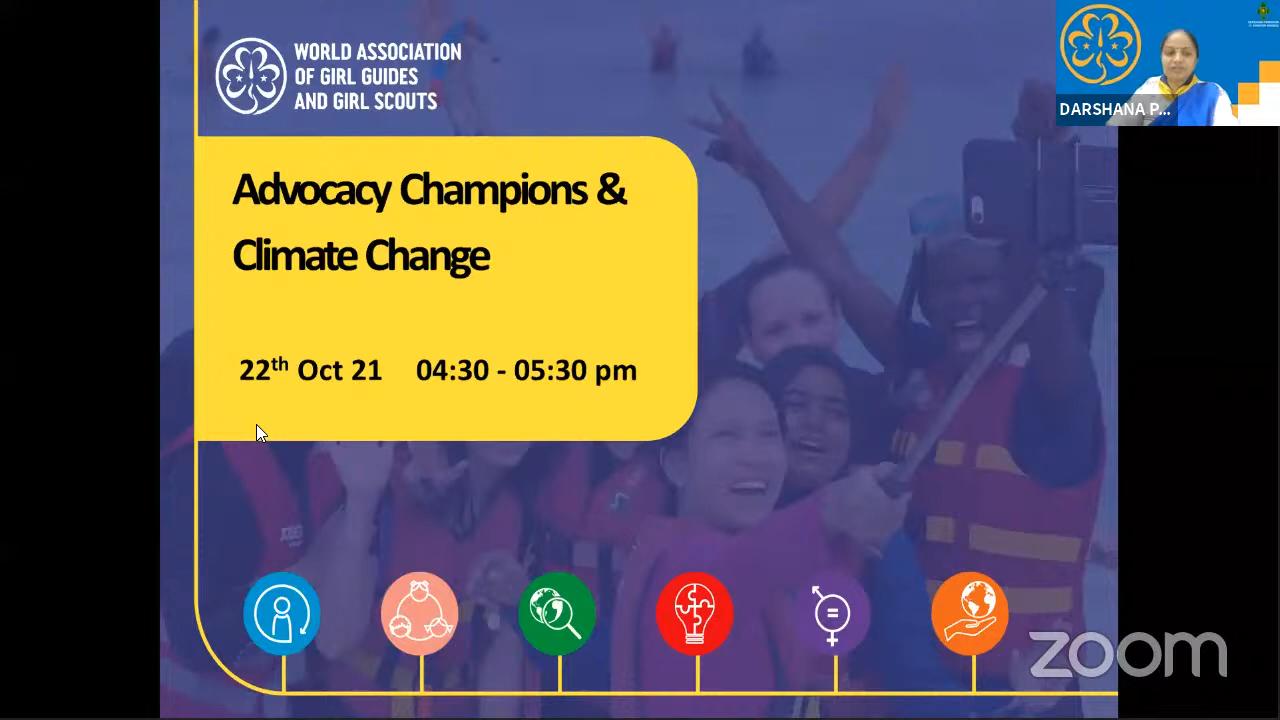 WORLD ASSOCIATION
OF GIRL GUIDES
AND GIRL SCOUTS
DARSHANA P...
Advocacy Champions &
Climate Change
22th Oct 21 04:30 - 05:30 pm
zoom